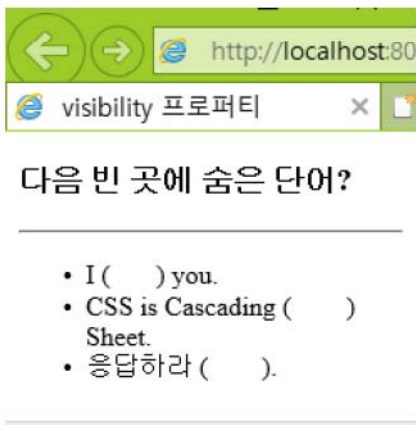 http://localhost:80
visibility 프로퍼티
다음 빈 곳에 숨은 단어?
• I (      ) you.
• CSS is Cascading (      )
Sheet.
• 응답하라 (      ).